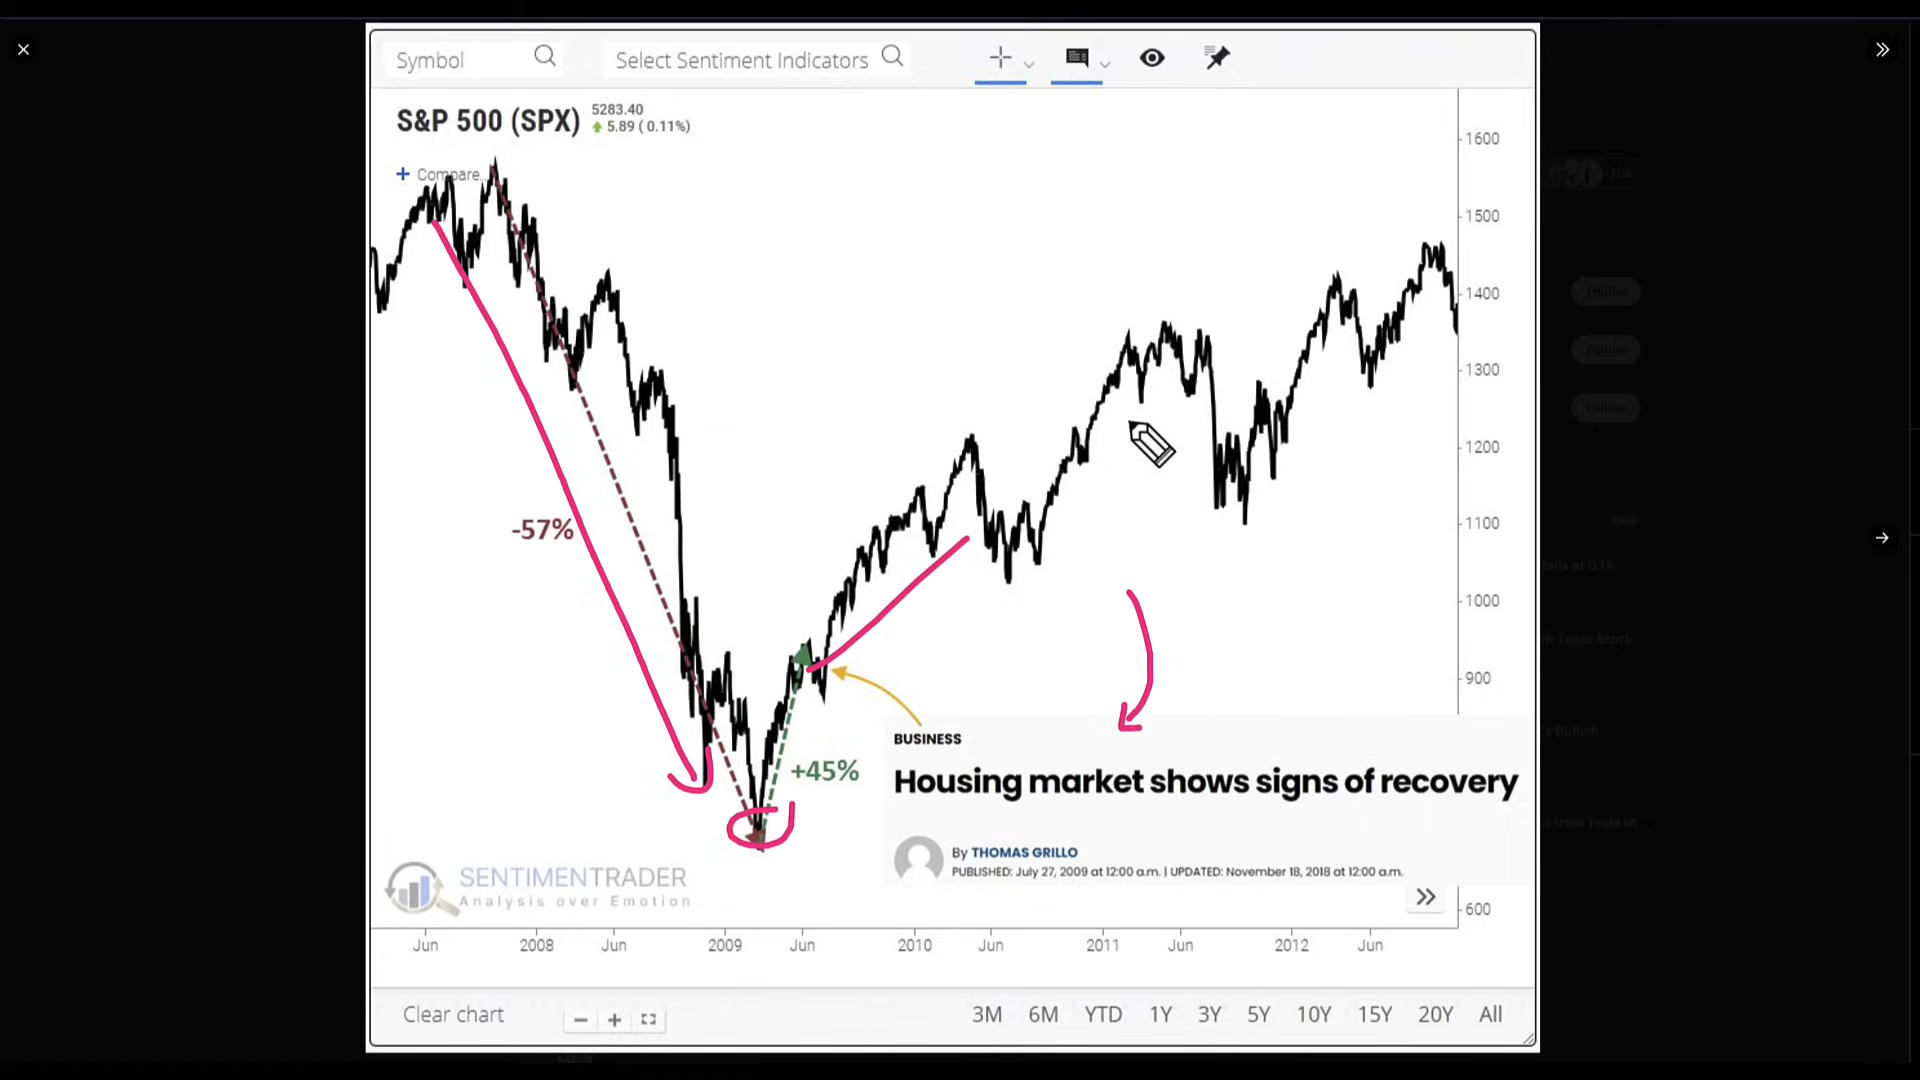 Symbol
Select Sentiment Indicators
S&P 500 (SPX)
5283.40
5.89 ( 0.11%)
+ Compare...
1600
1500
1400
1300
1200
1100
1000
900
600
-57%
+45%
BUSINESS
Housing market shows signs of recovery
By THOMAS GRILLO
PUBLISHED: July 27, 2009 at 12:00 a.m. | UPDATED: November 18, 2018 at 12:00 a.m.
SENTIMENTRADER
Analysis over Emotion
Jun 2008 Jun 2009 Jun 2010 Jun 2011 Jun 2012 Jun
Clear chart
3M 6M YTD 1Y 3Y 5Y 10Y 15Y 20Y All
Follow
Follow
Follow